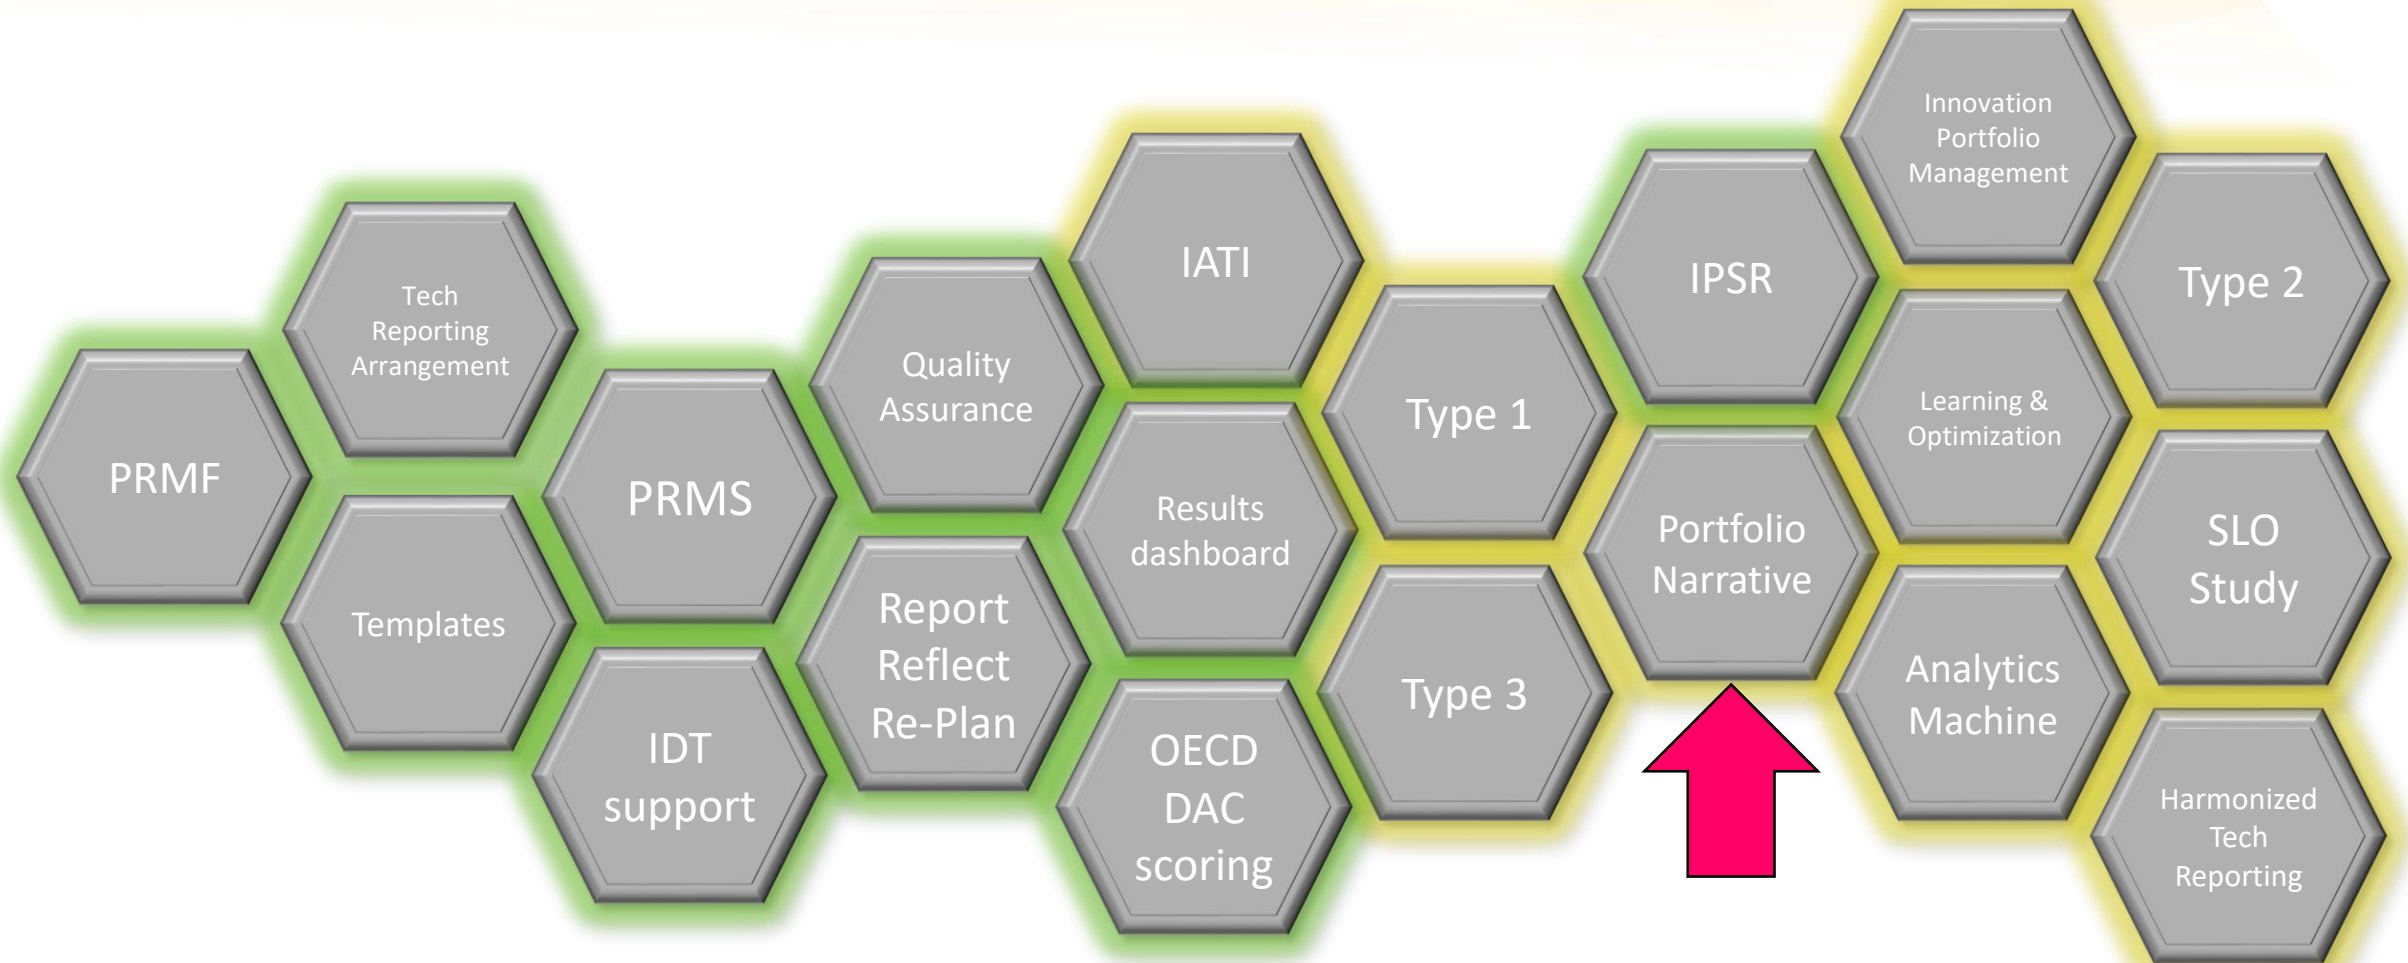 PRMF
Tech
Reporting
Arrangement
Templates
PRMS
IDT
support
Quality
Assurance
Report
Reflect
Re-Plan
IATI
Results
dashboard
OECD
DAC
scoring
Type 1
Type 3
IPSR
Portfolio
Narrative
Innovation
Portfolio
Management
Learning &
Optimization
Analytics
Machine
Type 2
SLO
Study
Harmonized
Tech
Reporting